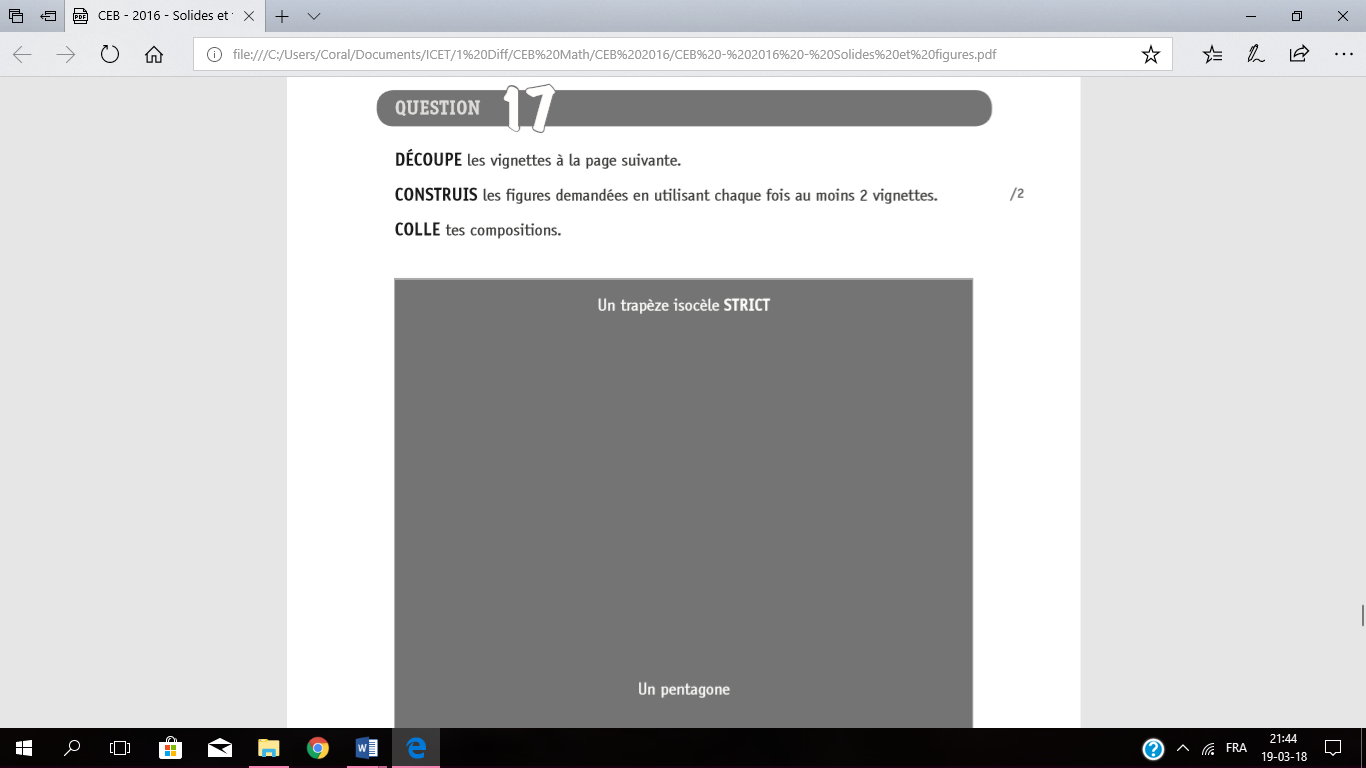 CEB - 2016 - Solides et
file:///C:/Users/Coral/Documents/ICET/1%20Diff/CEB%20Math/CEB%202016/CEB%20-%202016%20-%20Solides%20et%20figures.pdf
QUESTION 17
DÉCOUPE les vignettes à la page suivante.
CONSTRUIS les figures demandées en utilisant chaque fois au moins 2 vignettes. /2
COLLE tes compositions.
Un trapèze isocèle STRICT
Un pentagone
FRA
21:44
19-03-18